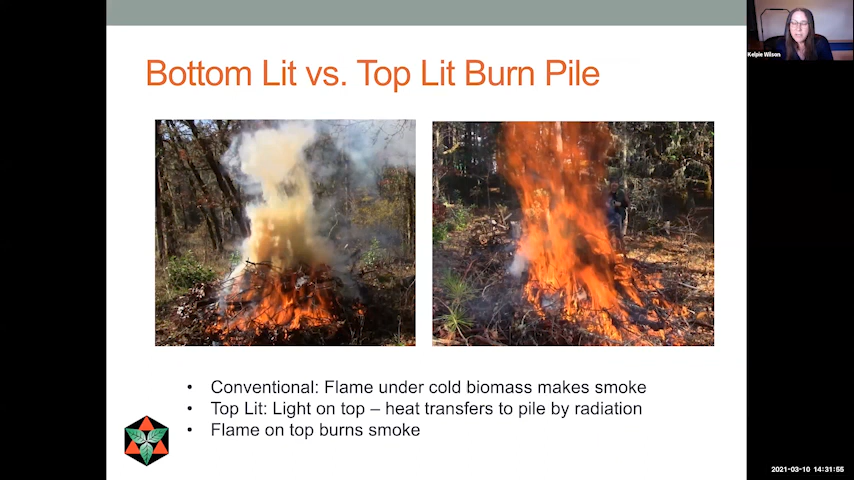 Bottom Lit vs. Top Lit Burn Pile
• Conventional: Flame under cold biomass makes smoke
• Top Lit: Light on top – heat transfers to pile by radiation
• Flame on top burns smoke
Kelpie Wilson
2021-03-10 14:31:55